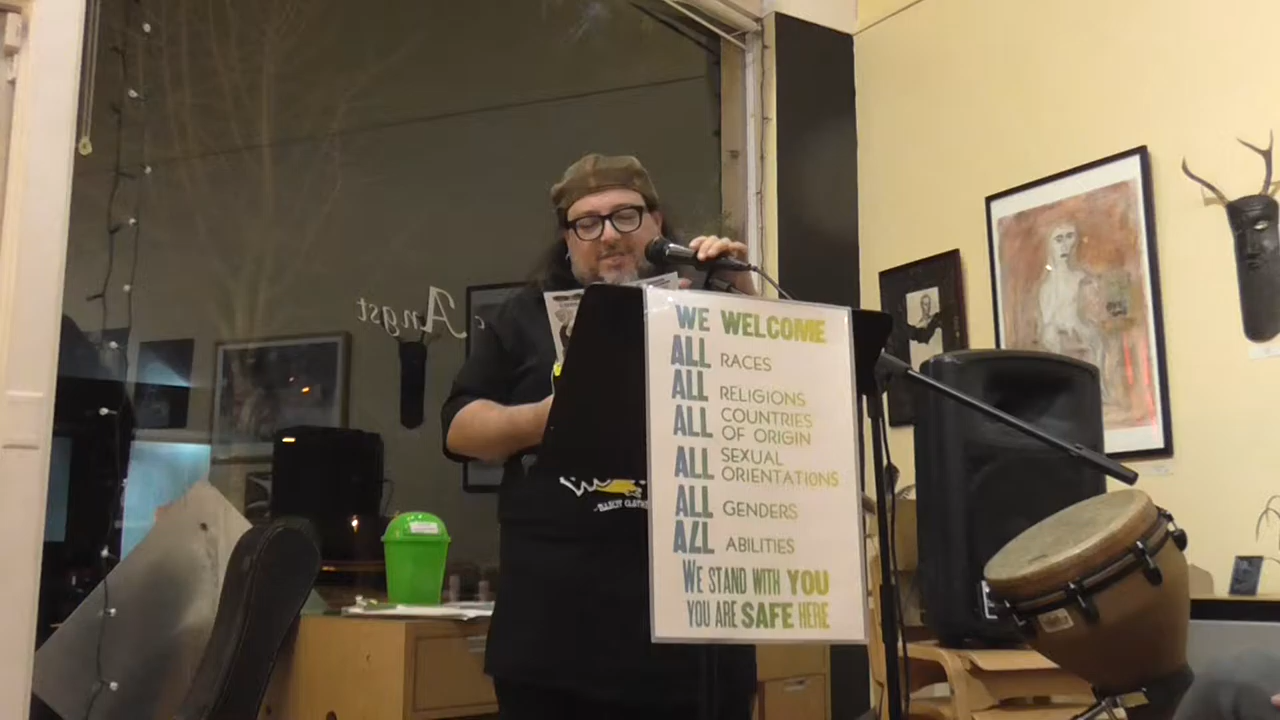 Angst
WE WELCOME
ALL RACES
ALL RELIGIONS
ALL COUNTRIES
OF ORIGIN
ALL SEXUAL
ORIENTATIONS
ALL GENDERS
ALL ABILITIES
WE STAND WITH YOU
YOU ARE SAFE HERE